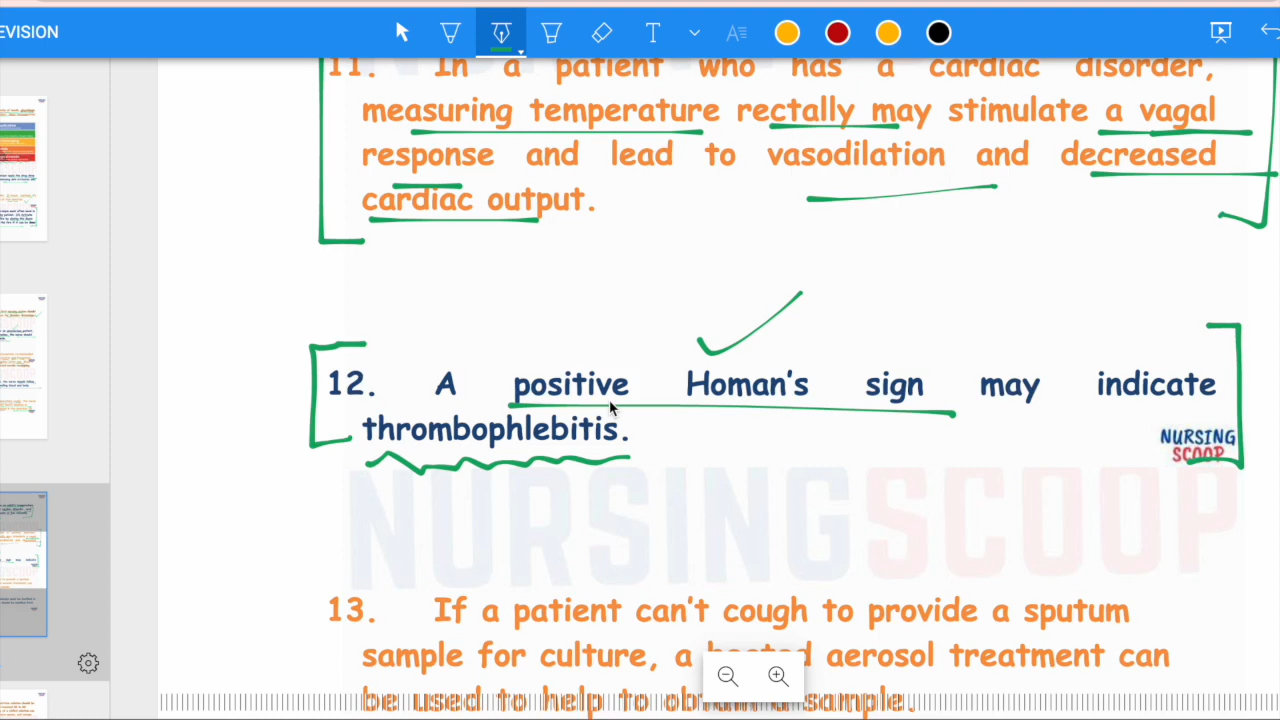 EVISION
11. In a patient who has a cardiac disorder,
measuring temperature rectally may stimulate a vagal
response and lead to vasodilation and decreased
cardiac output.
12. A positive Homan's sign may indicate
thrombophlebitis.
NURSING
SCOOP
NURSINGSCOOP
13. If a patient can't cough to provide a sputum
sample for culture, a heated aerosol treatment can
be used to help to obtain a sample.